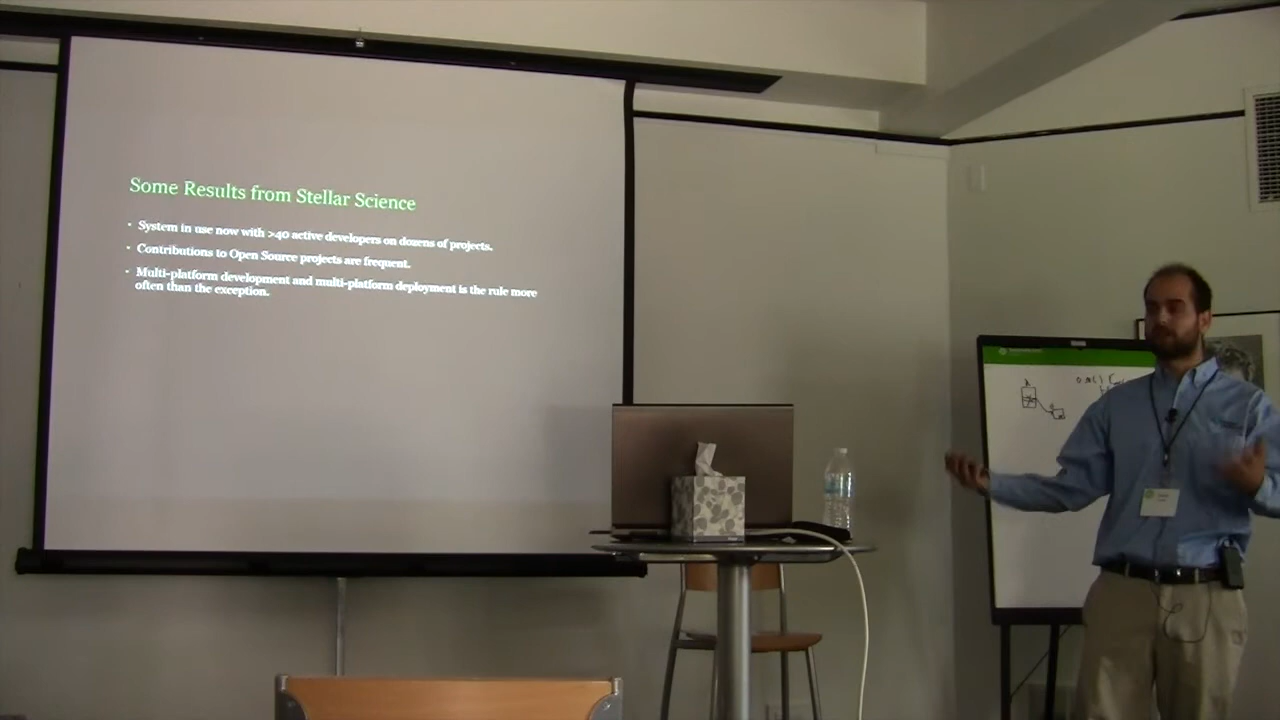 Some Results from Stellar Science
• System in use now with >40 active developers on dozens of projects.
• Contributions to Open Source projects are frequent.
• Multi-platform development and multi-platform deployment is the rule more
often than the exception.